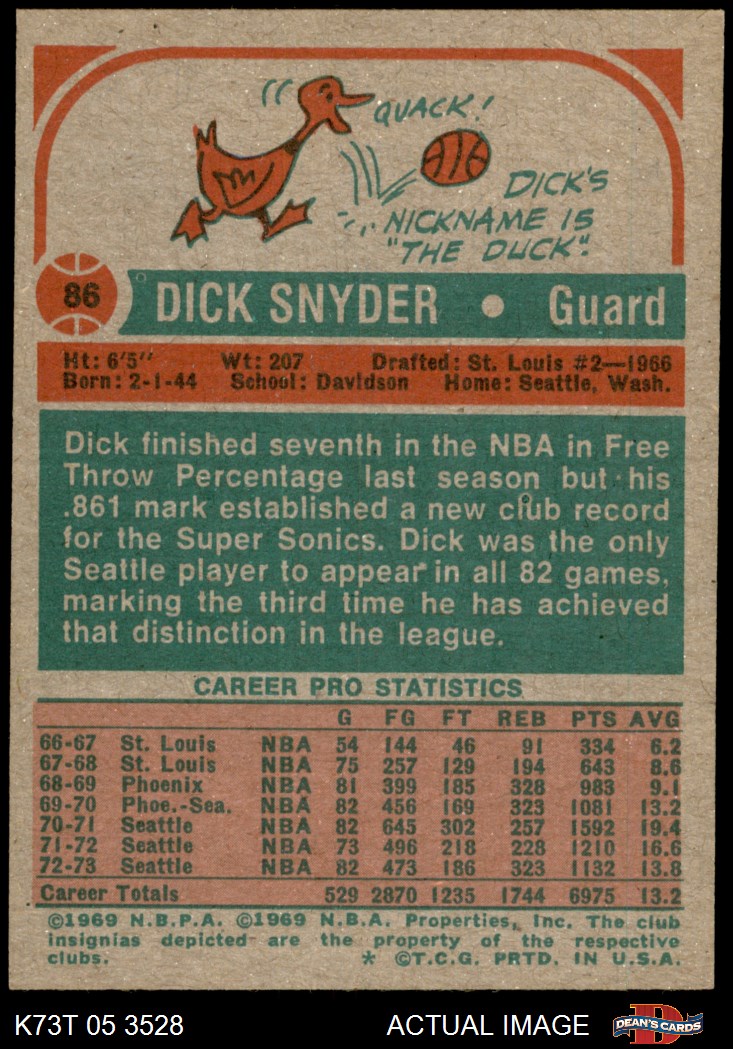 QUACK!
DICK'S
NICKNAME IS
"THE DUCK".
86 DICK SNYDER • Guard
Ht: 6'5" Wt: 207 Drafted: St. Louis #2—1966
Born: 2-1-44 School: Davidson Home: Seattle, Wash.
Dick finished seventh in the NBA in Free
Throw Percentage last season but his
.861 mark established a new club record
for the Super Sonics. Dick was the only
Seattle player to appear in all 82 games,
marking the third time he has achieved
that distinction in the league.
CAREER PRO STATISTICS
G FG FT REB PTS AVG
66-67 St. Louis NBA 54 144 46 91 334 6.2
67-68 St. Louis NBA 75 257 129 194 643 8.6
68-69 Phoenix NBA 81 399 185 328 983 9.1
69-70 Phoe.-Sea. NBA 82 456 169 323 1081 13.2
70-71 Seattle NBA 82 645 302 257 1592 19.4
71-72 Seattle NBA 73 496 218 228 1210 16.6
72-73 Seattle NBA 82 473 186 323 1132 13.8
Career Totals 529 2870 1235 1744 6975 13.2
©1969 N.B.P.A. ©1969 N.B.A. Properties, Inc. The club
insignias depicted are the property of the respective
clubs. * ©T.C.G. PRTD. IN U.S.A.
K73T 05 3528 ACTUAL IMAGE D DEAN'S CARDS